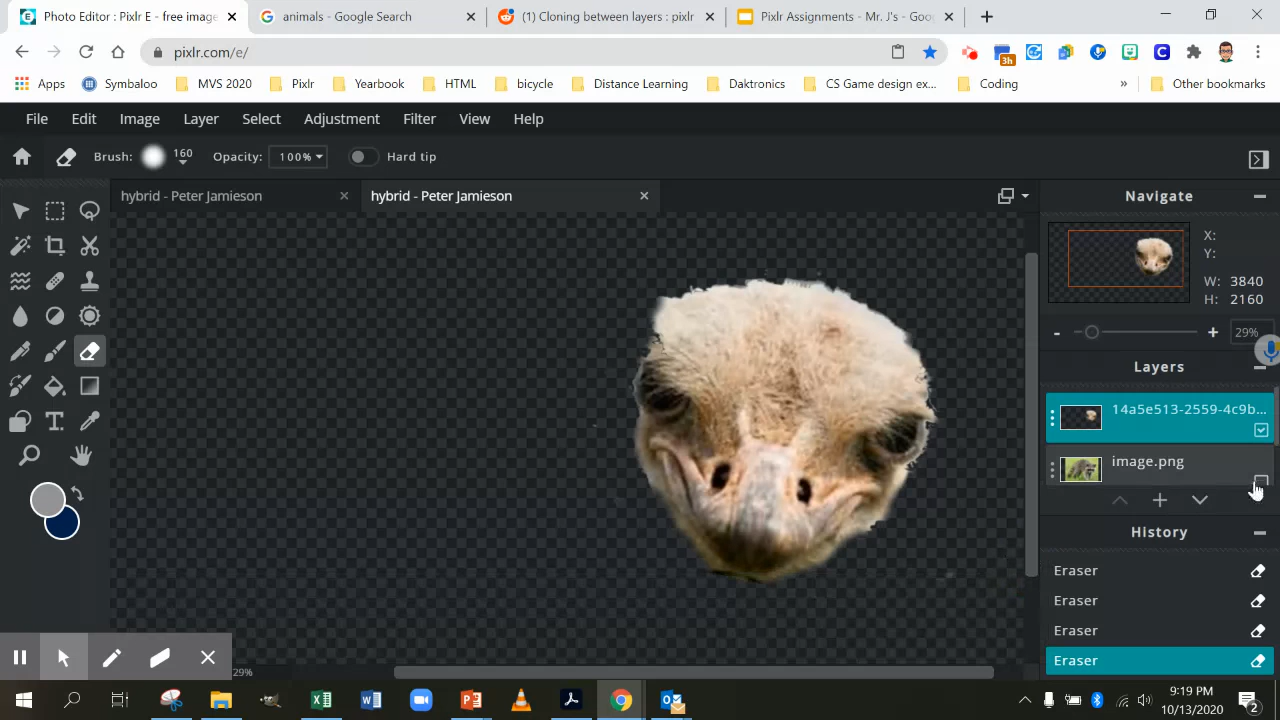 Photo Editor : Pixlr E - free image
animals - Google Search
(1) Cloning between layers : pixlr
Pixlr Assignments - Mr. J's - Goo
pixlr.com/e/
3h
Apps
Symbaloo
MVS 2020
Pixlr
Yearbook
HTML
bicycle
Distance Learning
Daktronics
CS Game design ex...
Coding
»
Other bookmarks
File
Edit
Image
Layer
Select
Adjustment
Filter
View
Help
Brush:
160
Opacity:
100%
Hard tip
hybrid - Peter Jamieson
hybrid - Peter Jamieson
Navigate
X:
Y:
W: 3840
H: 2160
29%
Layers
14a5e513-2559-4c9b...
image.png
History
Eraser
Eraser
Eraser
Eraser
29%
9:19 PM
10/13/2020
2